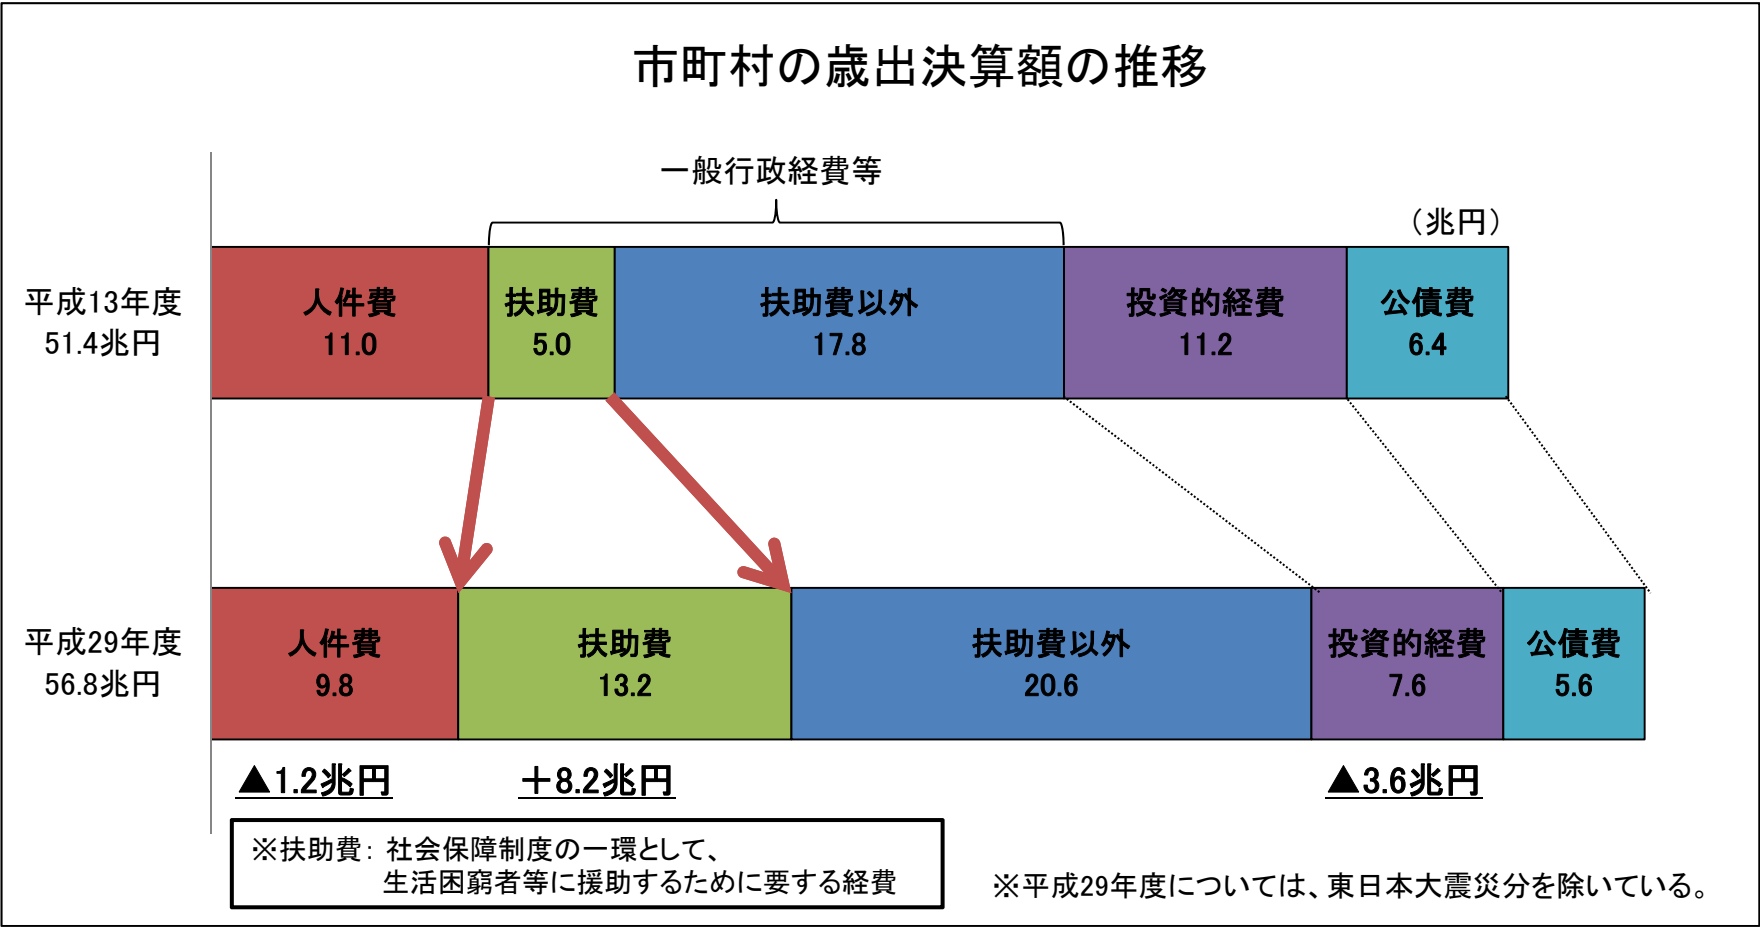 市町村の歳出決算額の推移
一般行政経費等
（兆円）
平成13年度
51.4兆円
人件費
11.0
扶助費
5.0
扶助費以外
17.8
投資的経費
11.2
公債費
6.4
平成29年度
56.8兆円
人件費
9.8
扶助費
13.2
扶助費以外
20.6
投資的経費
7.6
公債費
5.6
▲1.2兆円
＋8.2兆円
▲3.6兆円
※扶助費：社会保障制度の一環として、
生活困窮者等に援助するために要する経費
※平成29年度については、東日本大震災分を除いている。